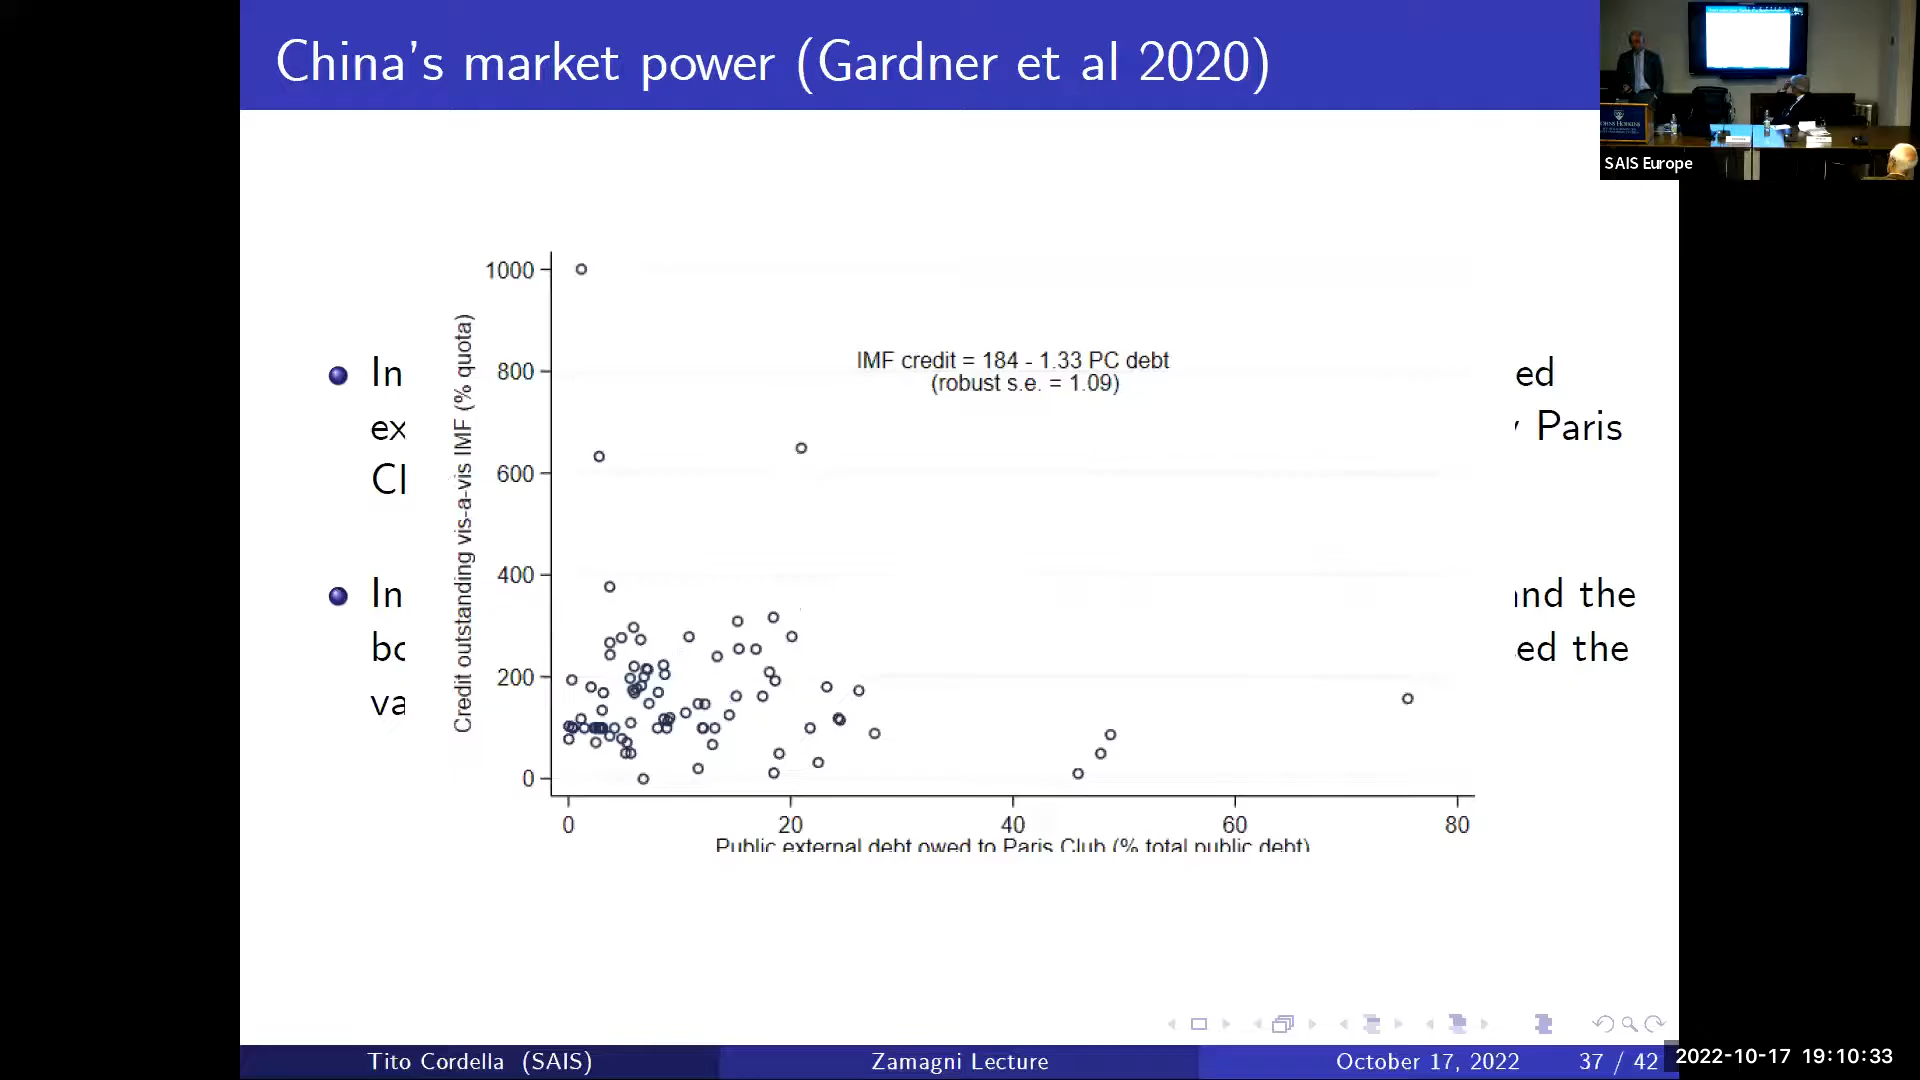 China's market power (Gardner et al 2020)
SAIS Europe
1000
800
600
400
200
0
Credit outstanding vis-a-vis IMF (% quota)
IMF credit = 184 - 1.33 PC debt
(robust s.e. = 1.09)
0 20 40 60 80
Public external debt owed to Paris Club (% total public debt)
In
ed
ex
Paris
Cl
In
and the
bo
ed the
va
Tito Cordella (SAIS)
Zamagni Lecture
October 17, 2022
37 / 42
2022-10-17 19:10:33